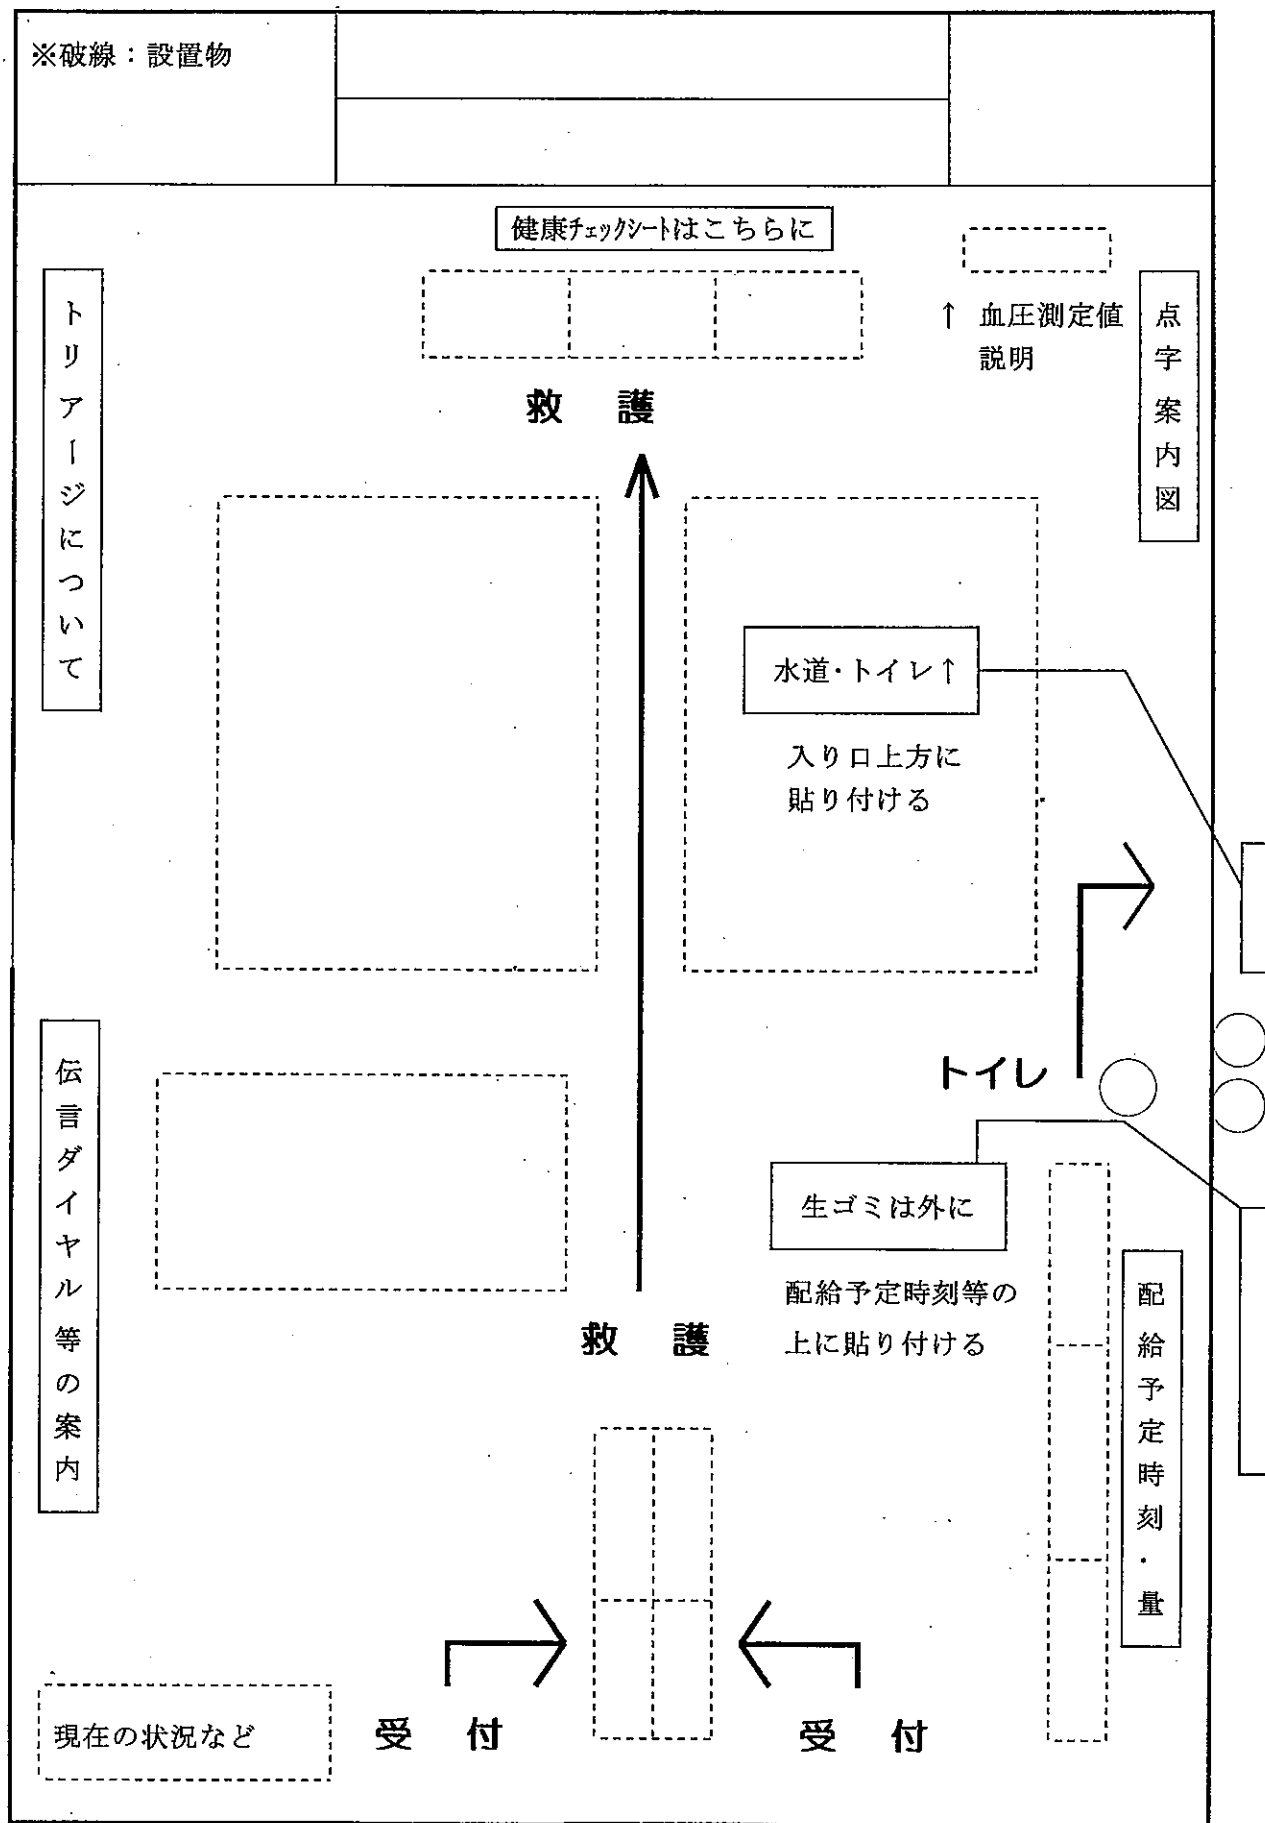 ※破線：設置物
健康チェックシートはこちらに
↑ 血圧測定値
説明
点字案内図
トリアージについて
救 護
水道・トイレ↑
入り口上方に
貼り付ける
トイレ
伝言ダイヤル等の案内
生ゴミは外に
配給予定時刻等の
上に貼り付ける
配給予定時刻・量
救 護
現在の状況など
受 付
受 付